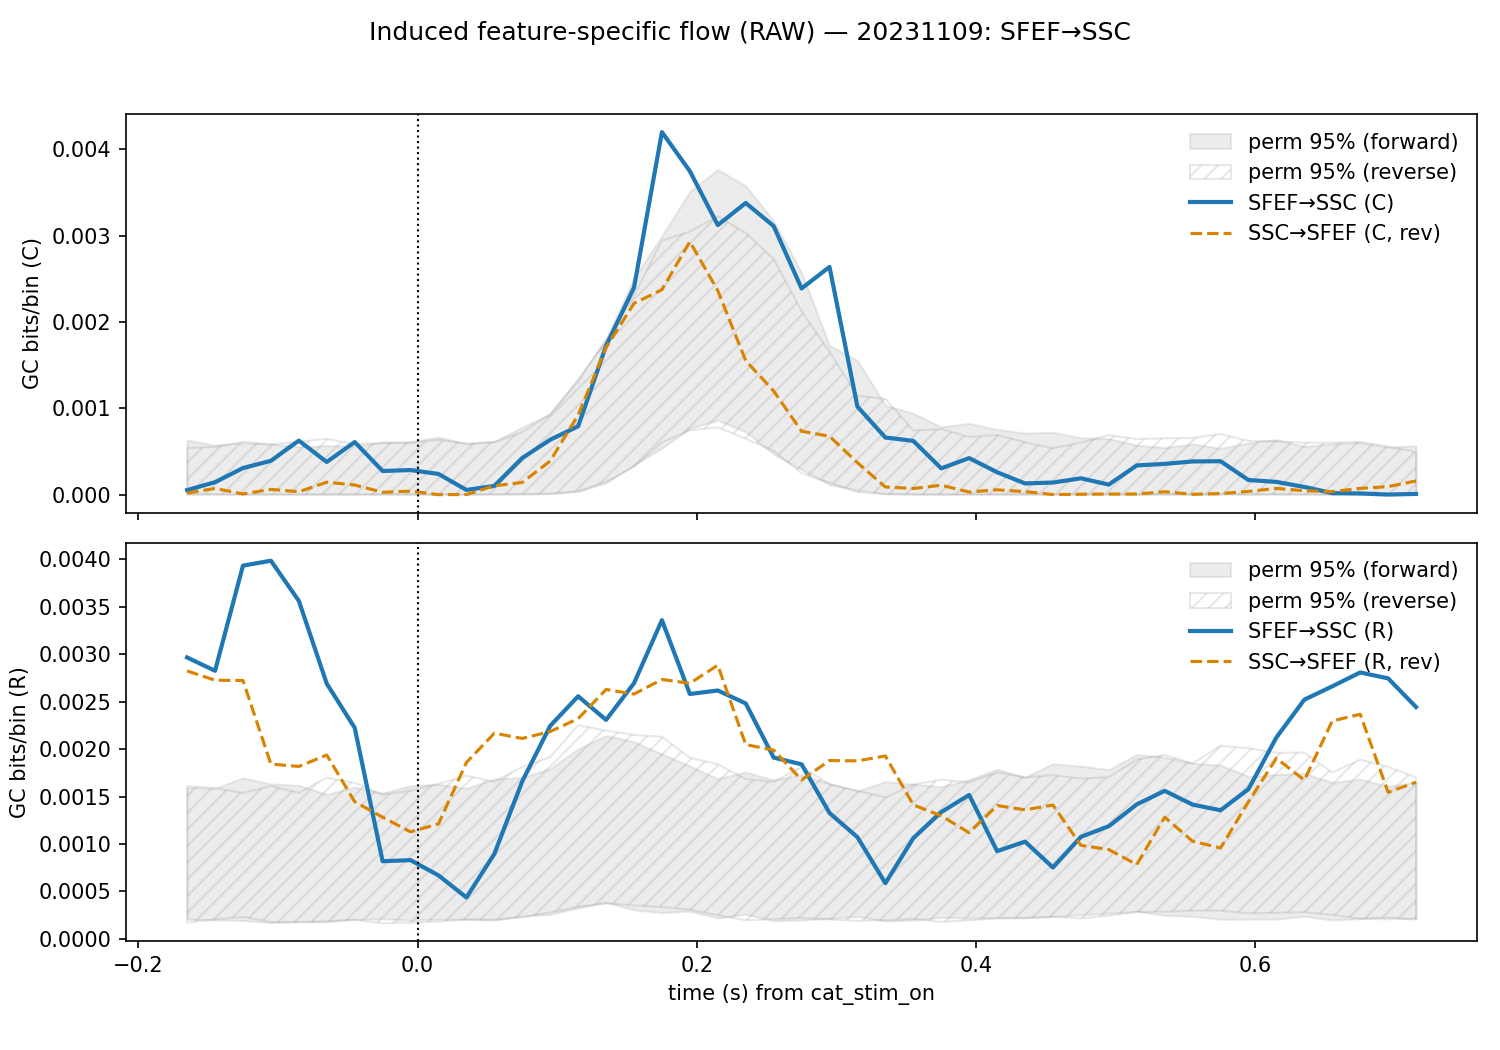 Induced feature-specific flow (RAW) — 20231109: SFEF→SSC
GC bits/bin (C)
0.004
0.003
0.002
0.001
0.000
perm 95% (forward)
perm 95% (reverse)
SFEF→SSC (C)
SSC→SFEF (C, rev)
GC bits/bin (R)
0.0040
0.0035
0.0030
0.0025
0.0020
0.0015
0.0010
0.0005
0.0000
perm 95% (forward)
perm 95% (reverse)
SFEF→SSC (R)
SSC→SFEF (R, rev)
−0.2 0.0 0.2 0.4 0.6
time (s) from cat_stim_on